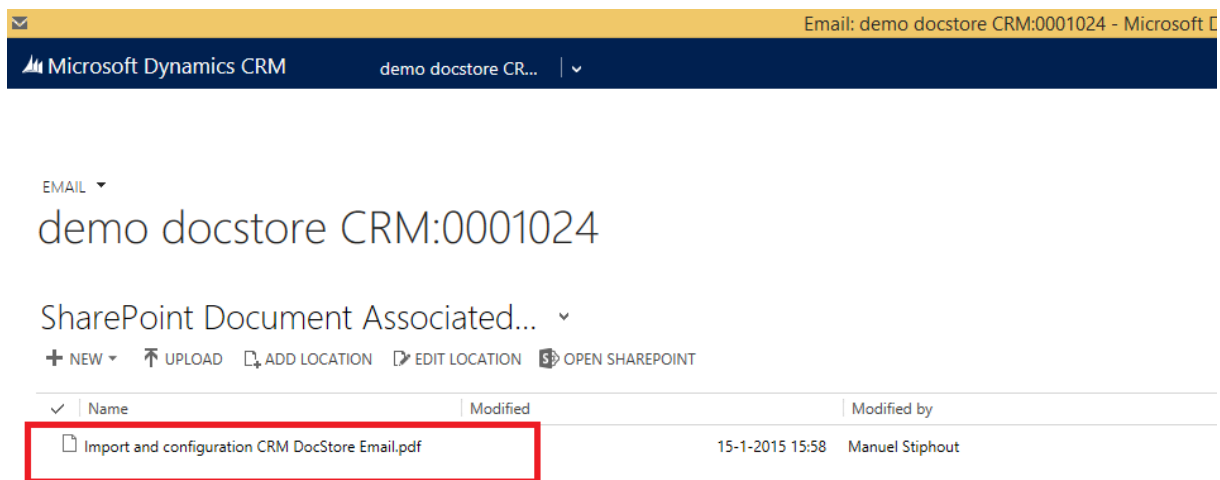 Email: demo docstore CRM:0001024 - Microsoft D
Microsoft Dynamics CRM demo docstore CR...
EMAIL
demo docstore CRM:0001024
SharePoint Document Associated...
NEW UPLOAD ADD LOCATION EDIT LOCATION OPEN SHAREPOINT
Name Modified Modified by
Import and configuration CRM DocStore Email.pdf 15-1-2015 15:58 Manuel Stiphout